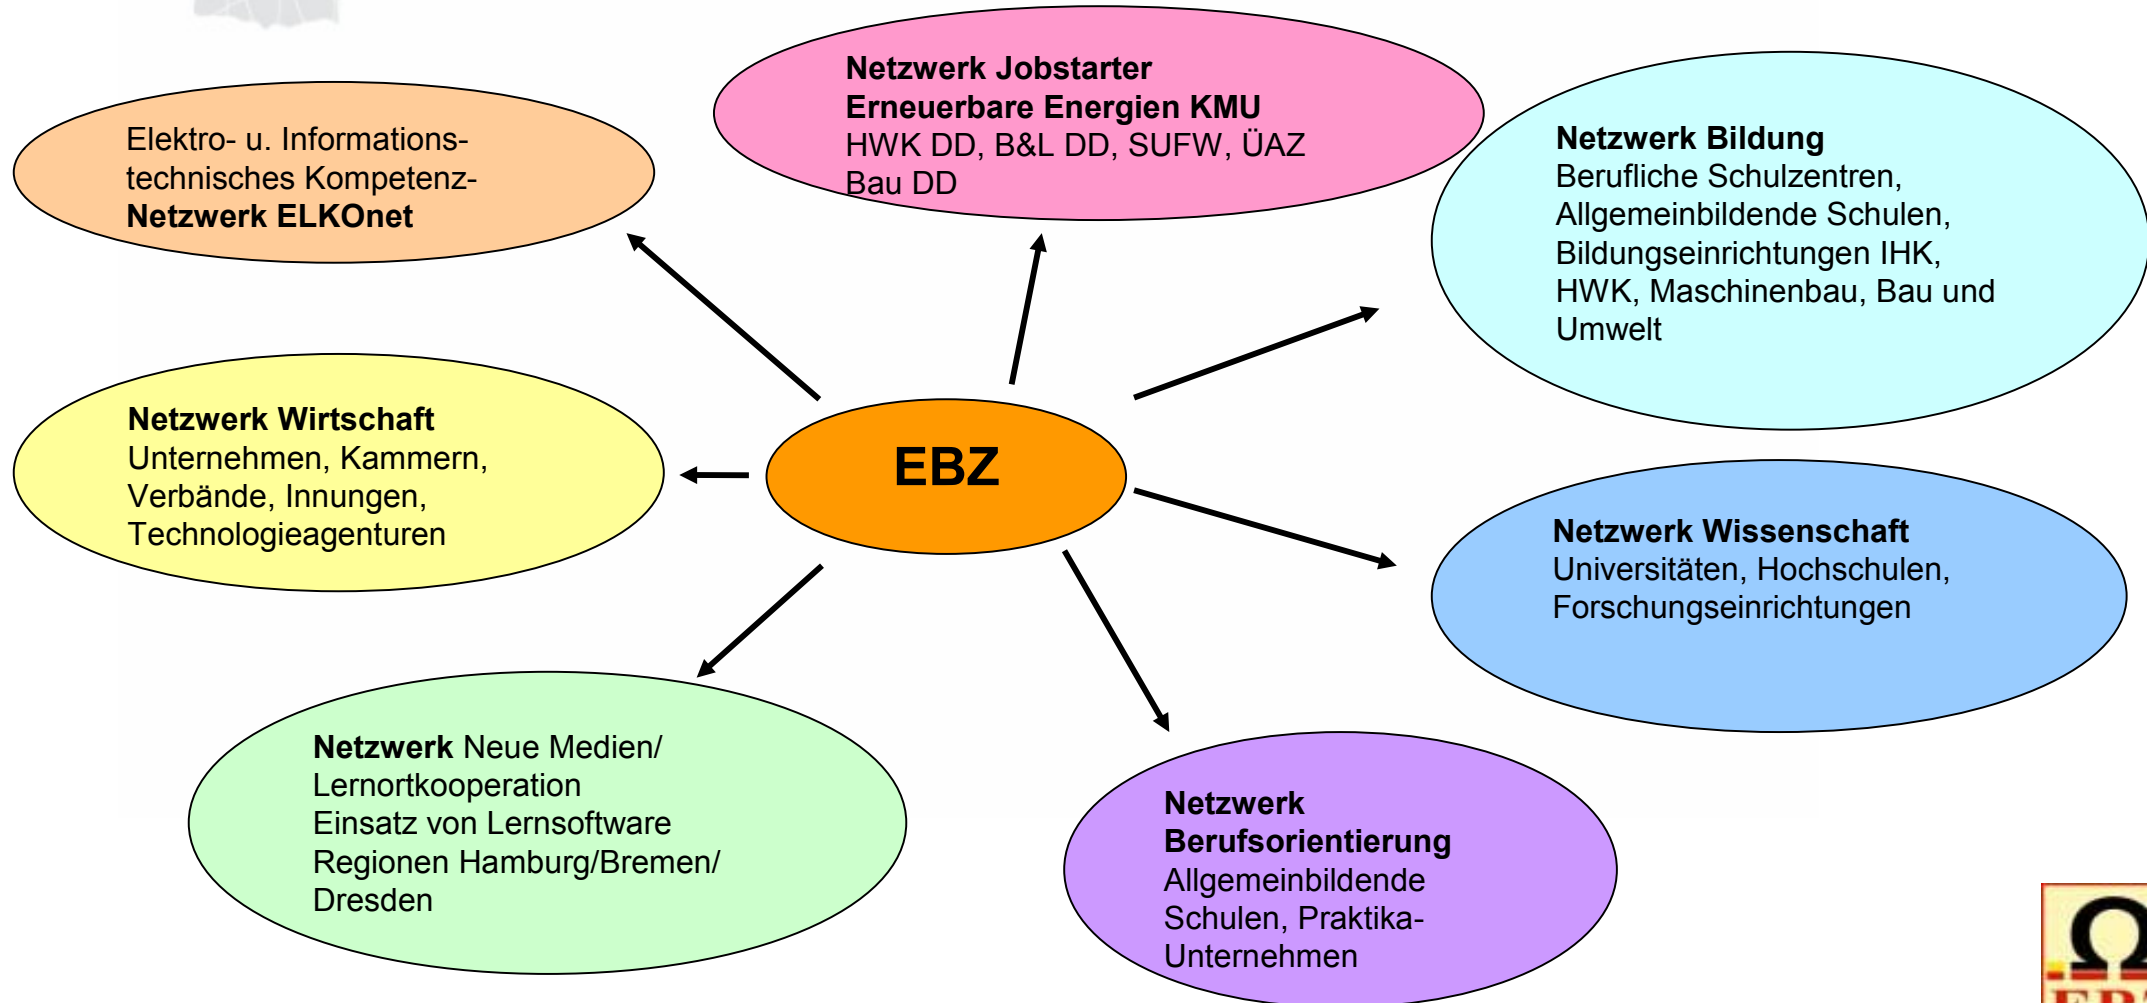 Netzwerk Jobstarter
Erneuerbare Energien KMU
HWK DD, B&L DD, SUFW, ÜAZ
Bau DD
Elektro- u. Informations-
technisches Kompetenz-
Netzwerk ELKOnet
Netzwerk Bildung
Berufliche Schulzentren,
Allgemeinbildende Schulen,
Bildungseinrichtungen IHK,
HWK, Maschinenbau, Bau und
Umwelt
Netzwerk Wirtschaft
Unternehmen, Kammern,
Verbände, Innungen,
Technologieagenturen
EBZ
Netzwerk Wissenschaft
Universitäten, Hochschulen,
Forschungseinrichtungen
Netzwerk Neue Medien/
Lernortkooperation
Einsatz von Lernsoftware
Regionen Hamburg/Bremen/
Dresden
Netzwerk
Berufsorientierung
Allgemeinbildende
Schulen, Praktika-
Unternehmen